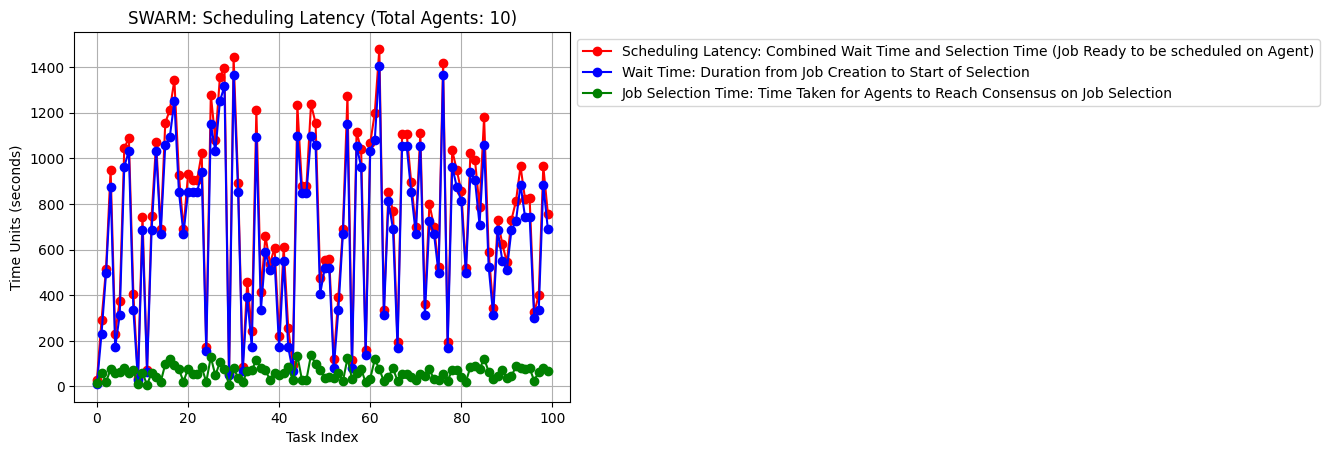 SWARM: Scheduling Latency (Total Agents: 10)
Scheduling Latency: Combined Wait Time and Selection Time (Job Ready to be scheduled on Agent)
Wait Time: Duration from Job Creation to Start of Selection
Job Selection Time: Time Taken for Agents to Reach Consensus on Job Selection
Time Units (seconds)
1400
1200
1000
800
600
400
200
0
0 20 40 60 80 100
Task Index